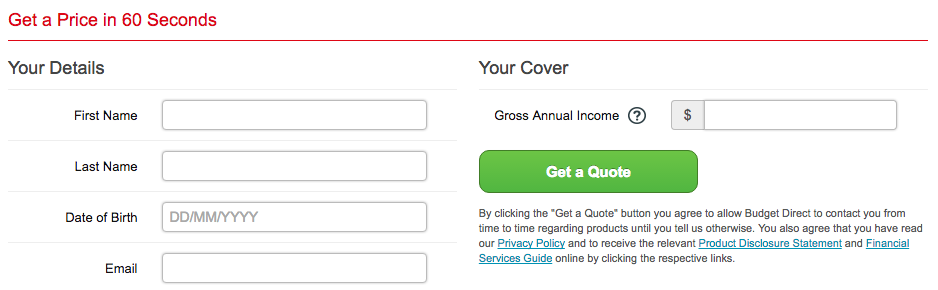 Get a Price in 60 Seconds
Your Details
First Name
Last Name
Date of Birth
DD/MM/YYYY
Email
Your Cover
Gross Annual Income ?
$
Get a Quote
By clicking the "Get a Quote" button you agree to allow Budget Direct to contact you from
time to time regarding products until you tell us otherwise. You also agree that you have read
our Privacy Policy and to receive the relevant Product Disclosure Statement and Financial
Services Guide online by clicking the respective links.